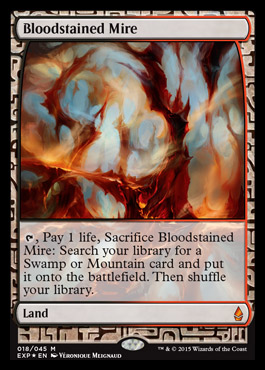 Bloodstained Mire
, Pay 1 life, Sacrifice Bloodstained
Mire: Search your library for a
Swamp or Mountain card and put
it onto the battlefield. Then shuffle
your library.
Land
018/045 M
EXP ★ EN Véronique Meignaud
™ & © 2015 Wizards of the Coast